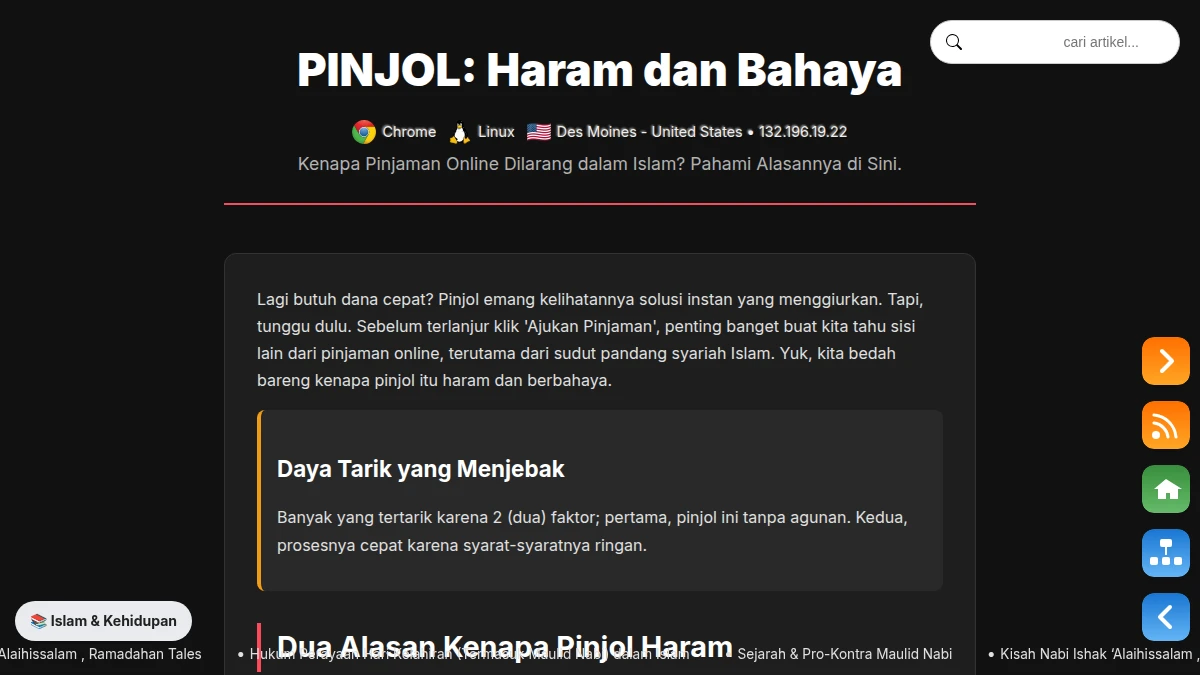 cari artikel...
PINJOL: Haram dan Bahaya
Chrome Linux Des Moines - United States • 132.196.19.22
Kenapa Pinjaman Online Dilarang dalam Islam? Pahami Alasannya di Sini.
Lagi butuh dana cepat? Pinjol emang kelihatannya solusi instan yang menggiurkan. Tapi,
tunggu dulu. Sebelum terlanjur klik 'Ajukan Pinjaman', penting banget buat kita tahu sisi
lain dari pinjaman online, terutama dari sudut pandang syariah Islam. Yuk, kita bedah
bareng kenapa pinjol itu haram dan berbahaya.
Daya Tarik yang Menjebak
Banyak yang tertarik karena 2 (dua) faktor; pertama, pinjol ini tanpa agunan. Kedua,
prosesnya cepat karena syarat-syaratnya ringan.
Islam & Kehidupan
Dua Alasan Kenapa Pinjol Haram
Alaihissalam , Ramadahan Tales • Hukum Perayaan Hari Kelahiran (Termasuk Maulid Nabi) dalam Islam Sejarah & Pro-Kontra Maulid Nabi • Kisah Nabi Ishak ‘Alaihissalam ,